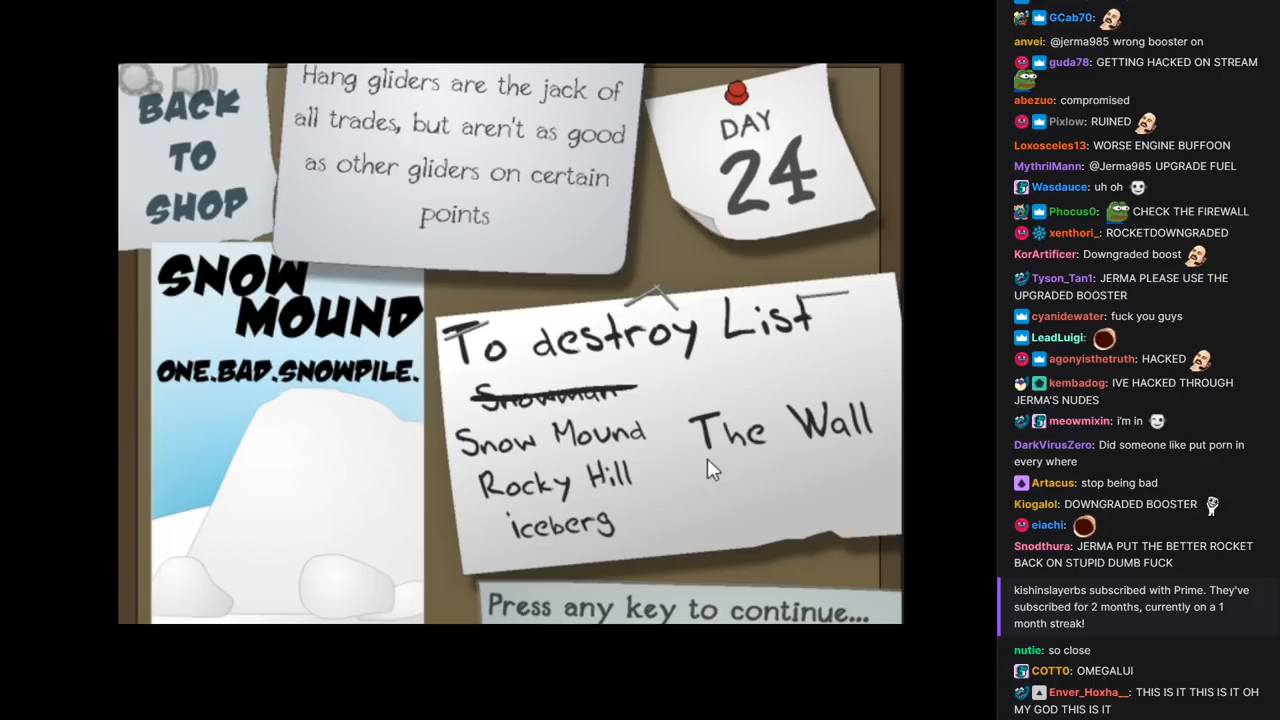 BACK
TO
SHOP
Hang gliders are the jack of
all trades, but aren't as good
as other gliders on certain
points
DAY
24
SNOW
MOUND
ONE.BAD.SNOWPILE.
To destroy List
Snowman
Snow Mound
Rocky Hill
iceberg
The Wall
Press any key to continue...
GCab70:
anvei: @jerma985 wrong booster on
guda78: GETTING HACKED ON STREAM
abezuo: compromised
Pixlow: RUINED
Loxosceles13: WORSE ENGINE BUFFOON
MythrilMann: @Jerma985 UPGRADE FUEL
Wasdauce: uh oh
Phocus0: CHECK THE FIREWALL
xenthori_: ROCKETDOWNGRADED
KorArtificer: Downgraded boost
Tyson_Tan1: JERMA PLEASE USE THE
UPGRADED BOOSTER
cyanidewater: fuck you guys
LeadLuigi:
agonyisthetruth: HACKED
kembadog: IVE HACKED THROUGH
JERMA'S NUDES
meowmixin: i'm in
DarkVirusZero: Did someone like put porn in
every where
Artacus: stop being bad
Kiogalol: DOWNGRADED BOOSTER
eiachi:
Snodthura: JERMA PUT THE BETTER ROCKET
BACK ON STUPID DUMB FUCK
kishinslayerbs subscribed with Prime. They've
subscribed for 2 months, currently on a 1
month streak!
nutie: so close
COTT0: OMEGALUl
Enver_Hoxha__: THIS IS IT THIS IS IT OH
MY GOD THIS IS IT